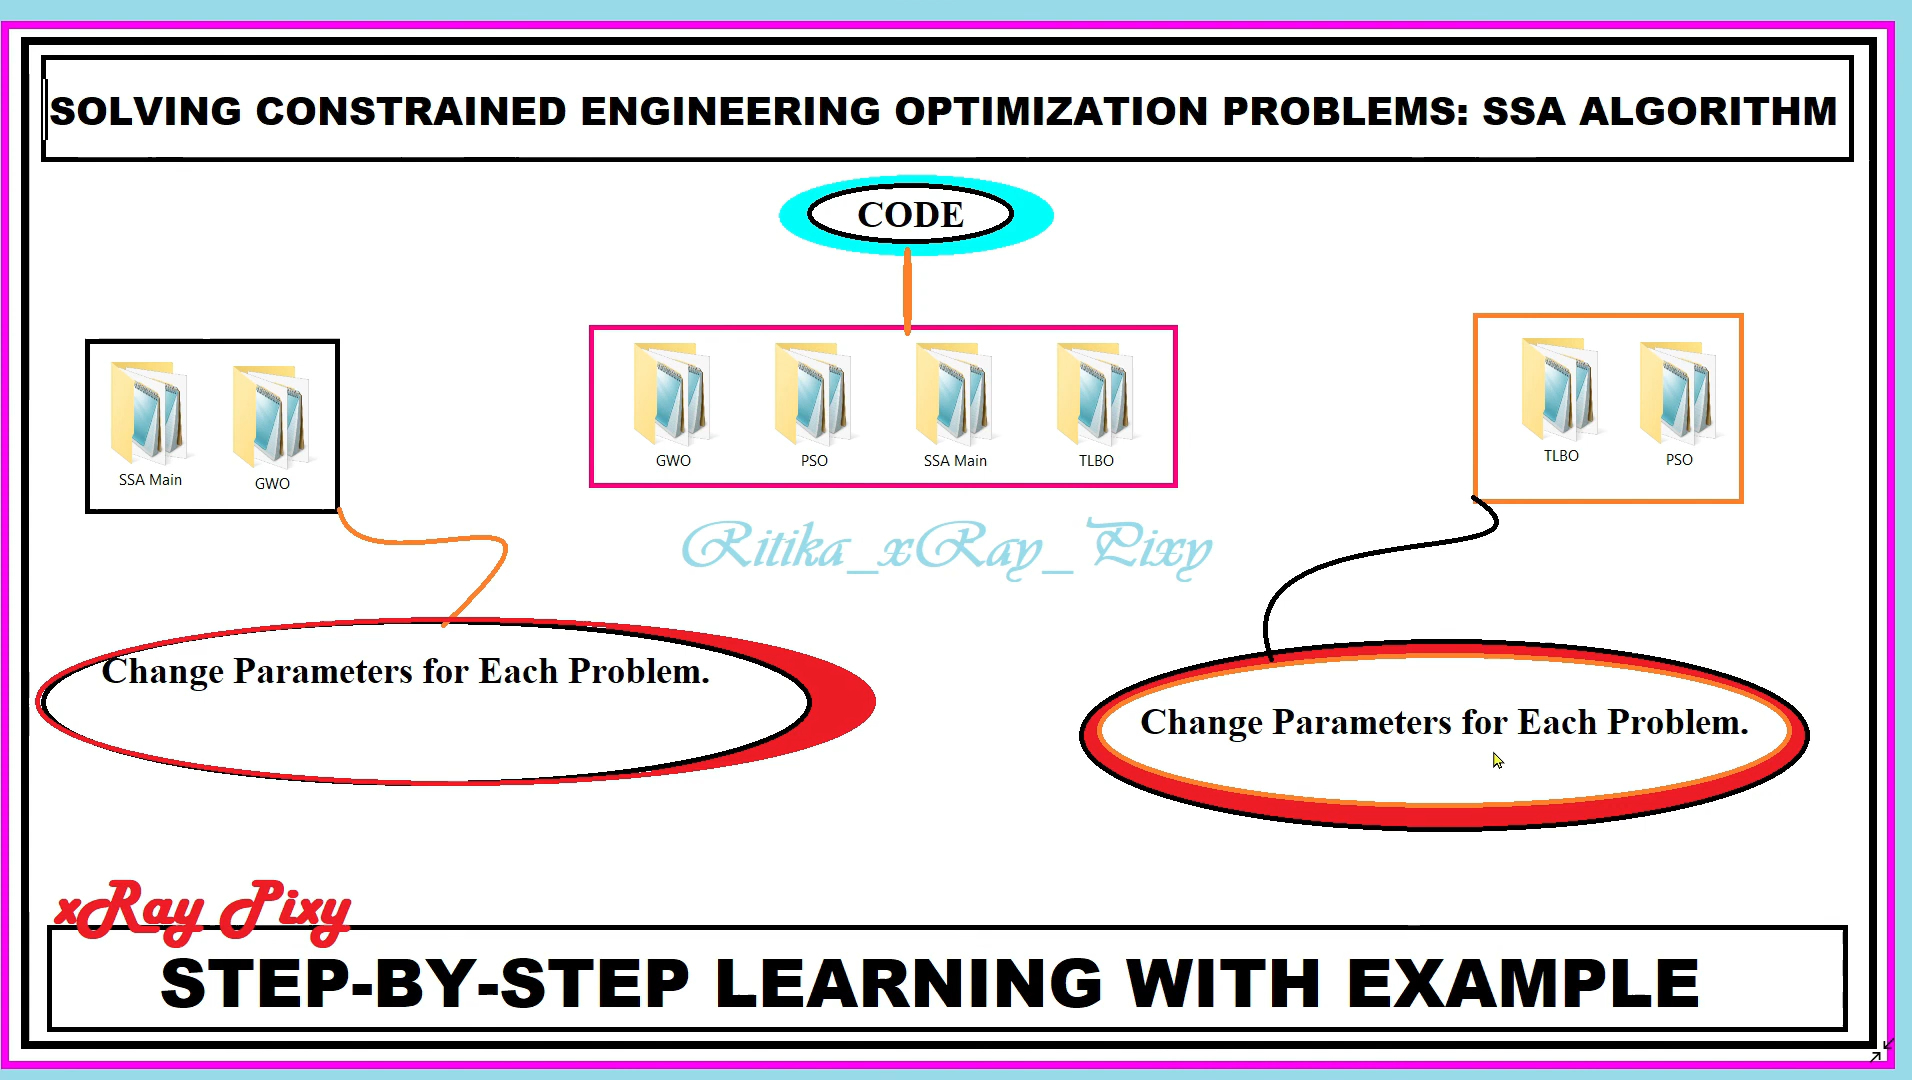 SOLVING CONSTRAINED ENGINEERING OPTIMIZATION PROBLEMS: SSA ALGORITHM
CODE
SSA Main
GWO
GWO
PSO
SSA Main
TLBO
TLBO
PSO
Ritika_xRay_Pixy
Change Parameters for Each Problem.
Change Parameters for Each Problem.
xRay Pixy
STEP-BY-STEP LEARNING WITH EXAMPLE